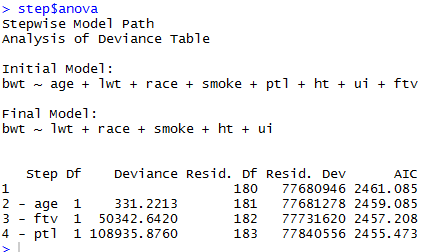 > step$anova
Stepwise Model Path
Analysis of Deviance Table

Initial Model:
bwt ~ age + lwt + race + smoke + ptl + ht + ui + ftv

Final Model:
bwt ~ lwt + race + smoke + ht + ui


   Step Df    Deviance Resid. Df Resid. Dev      AIC
1                            180   77680946 2461.085
2 - age  1    331.2213       181   77681278 2459.085
3 - ftv  1  50342.6420       182   77731620 2457.208
4 - ptl  1 108935.8760       183   77840556 2455.473
>